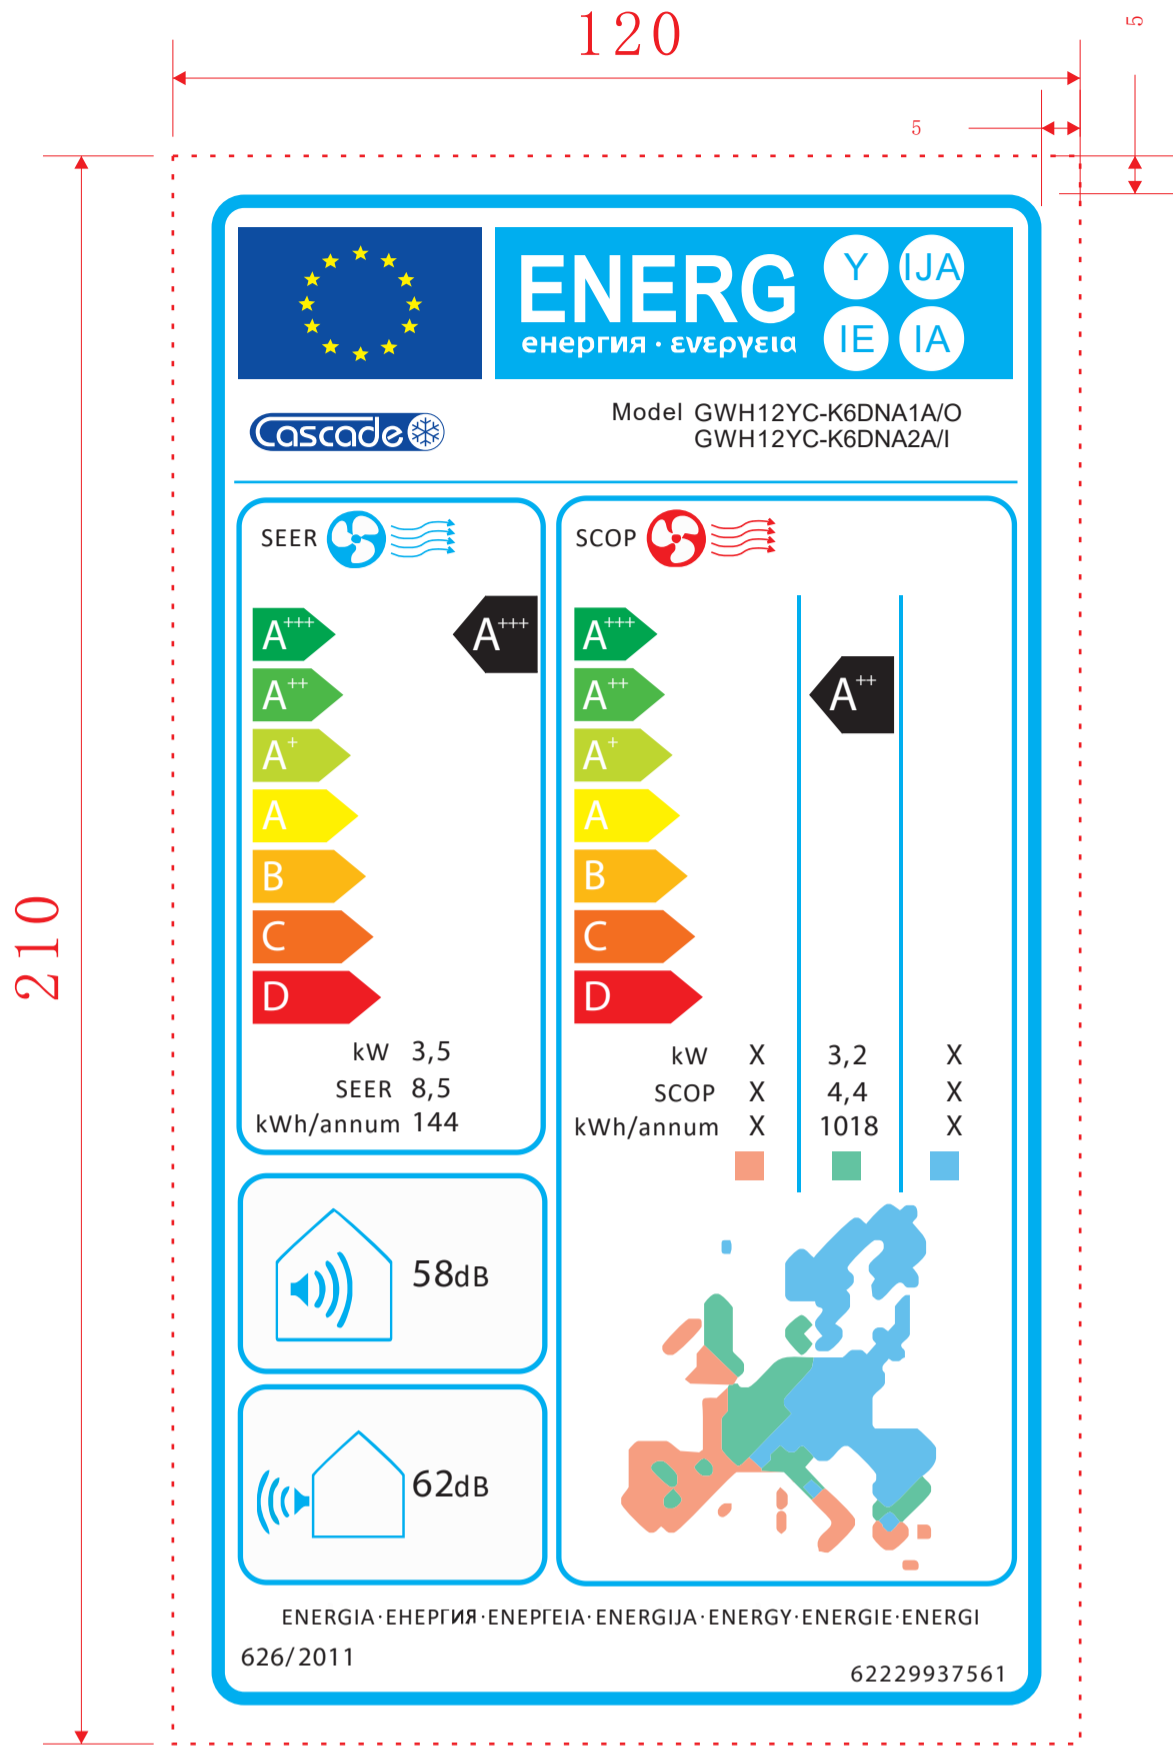 120
5
5
210
ENERG
енергия · ενεργεια
Y IJA
IE IA
Cascade
Model GWH12YC-K6DNA1A/O
GWH12YC-K6DNA2A/I
SEER
A+++
A++
A+
A
B
C
D
A+++
kW 3,5
SEER 8,5
kWh/annum 144
SCOP
A+++
A++
A+
A
B
C
D
A++
kW X 3,2 X
SCOP X 4,4 X
kWh/annum X 1018 X
58dB
62dB
ENERGIA·ЕНЕРГИЯ·ΕΝΕΡΓΕΙΑ·ENERGIJA·ENERGY·ENERGIE·ENERGI
626/2011
62229937561